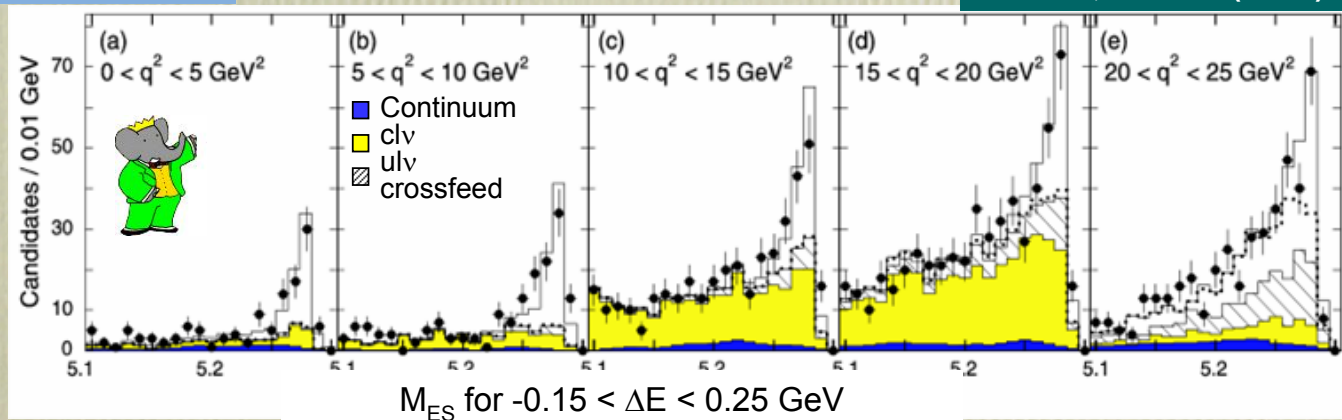 (a)
0 < q² < 5 GeV²
(b)
5 < q² < 10 GeV²
(c)
10 < q² < 15 GeV²
(d)
15 < q² < 20 GeV²
(e)
20 < q² < 25 GeV²
Continuum
clν
ulν
crossfeed
Candidates / 0.01 GeV
70
50
30
10
0
5.1
5.2
5.1
5.2
5.1
5.2
5.1
5.2
5.1
5.2
M_ES for -0.15 < ΔE < 0.25 GeV